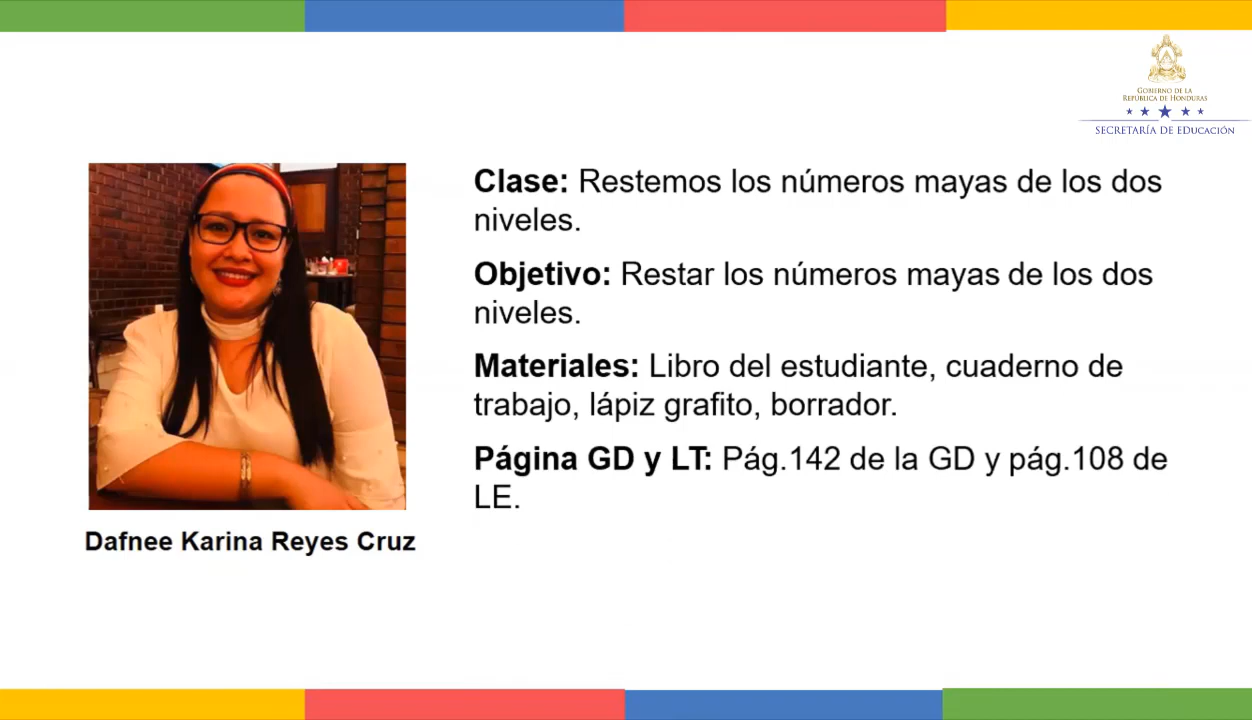 GOBIERNO DE LA
REPÚBLICA DE HONDURAS
SECRETARÍA DE EDUCACIÓN
Clase: Restemos los números mayas de los dos
niveles.
Objetivo: Restar los números mayas de los dos
niveles.
Materiales: Libro del estudiante, cuaderno de
trabajo, lápiz grafito, borrador.
Página GD y LT: Pág.142 de la GD y pág.108 de
LE.
Dafnee Karina Reyes Cruz